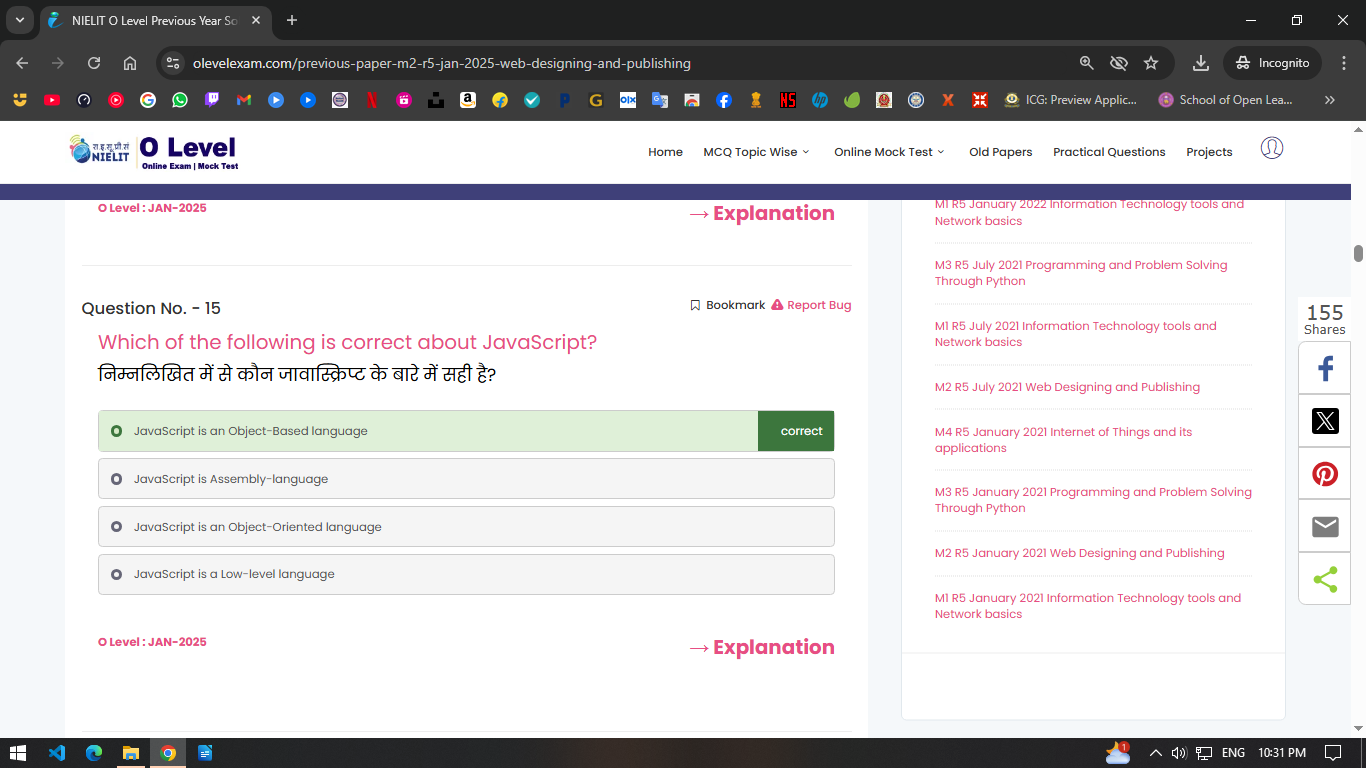 NIELIT O Level Previous Year So
olevelexam.com/previous-paper-m2-r5-jan-2025-web-designing-and-publishing
Incognito
ICG: Preview Applic...
School of Open Lea...
रा.इ.सू.प्रौ.सं
NIELIT
O Level
Online Exam | Mock Test
Home
MCQ Topic Wise
Online Mock Test
Old Papers
Practical Questions
Projects
O Level : JAN-2025
→ Explanation
Question No. - 15
Bookmark
Report Bug
Which of the following is correct about JavaScript?
निम्नलिखित में से कौन जावास्क्रिप्ट के बारे में सही है?
JavaScript is an Object-Based language
correct
JavaScript is Assembly-language
JavaScript is an Object-Oriented language
JavaScript is a Low-level language
O Level : JAN-2025
→ Explanation
M1 R5 January 2022 Information Technology tools and
Network basics
M3 R5 July 2021 Programming and Problem Solving
Through Python
M1 R5 July 2021 Information Technology tools and
Network basics
M2 R5 July 2021 Web Designing and Publishing
M4 R5 January 2021 Internet of Things and its
applications
M3 R5 January 2021 Programming and Problem Solving
Through Python
M2 R5 January 2021 Web Designing and Publishing
M1 R5 January 2021 Information Technology tools and
Network basics
155
Shares
1
ENG
10:31 PM